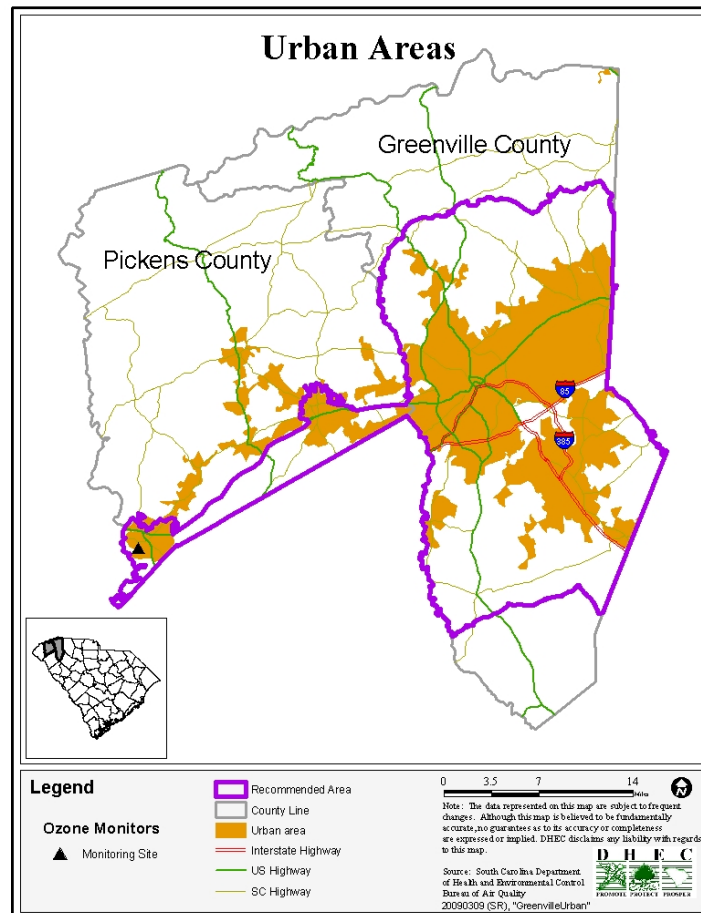 Urban Areas
Greenville County
Pickens County
85
385
Legend
Ozone Monitors
Monitoring Site
Recommended Area
County Line
Urban area
Interstate Highway
US Highway
SC Highway
0 3.5 7 14
Miles
Note: The data represented on this map are subject to frequent
changes. Although this map is believed to be fundamentally
accurate, no guarantees as to its accuracy or completeness
are expressed or implied. DHEC disclaims any liability with regards
to this map.
Source: South Carolina Department
of Health and Environmental Control
Bureau of Air Quality
20090309 (SR), "GreenvilleUrban"
D H E C
PROMOTE PROTECT PROSPER